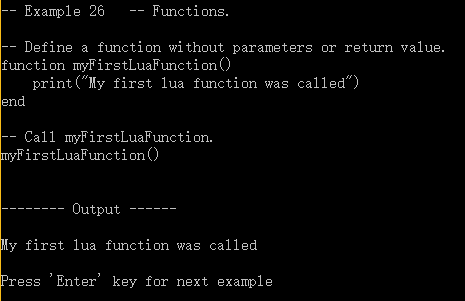 -- Example 26   -- Functions.
-- Define a function without parameters or return value.
function myFirstLuaFunction()
    print("My first lua function was called")
end
-- Call myFirstLuaFunction.
myFirstLuaFunction()
-------- Output ------
My first lua function was called
Press 'Enter' key for next example